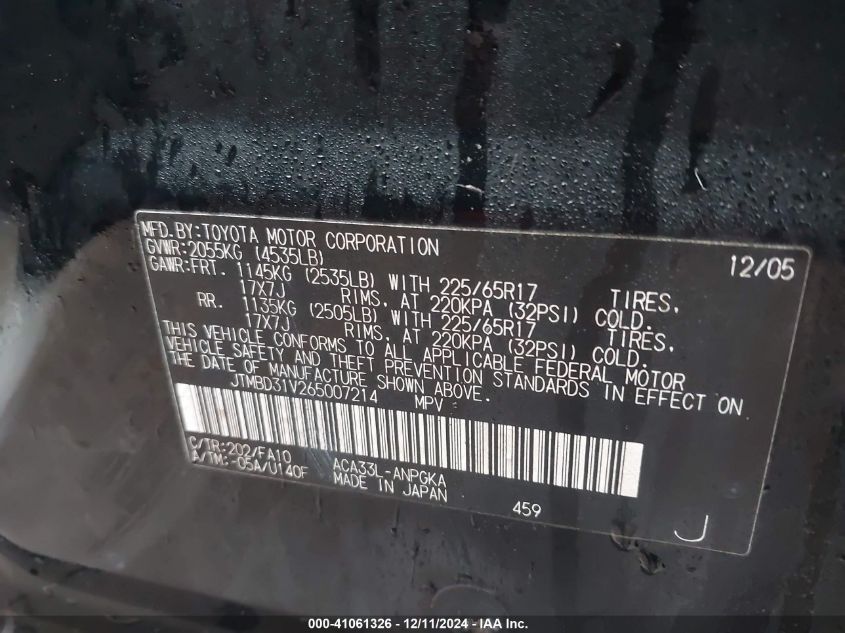 MFD.BY:TOYOTA MOTOR CORPORATION 12/05
GVWR:2055KG (4535LB)
GAWR:FRT. 1145KG (2535LB) WITH 225/65R17 TIRES,
17X7J RIMS, AT 220KPA (32PSI) COLD.
RR. 1135KG (2505LB) WITH 225/65R17 TIRES,
17X7J RIMS, AT 220KPA (32PSI) COLD.
THIS VEHICLE CONFORMS TO ALL APPLICABLE FEDERAL MOTOR
VEHICLE SAFETY AND THEFT PREVENTION STANDARDS IN EFFECT ON
THE DATE OF MANUFACTURE SHOWN ABOVE.
JTMBD31V265007214 MPV
C/TR:202/FA10 ACA33L-ANPGKA
A/TM:-05A/U140F MADE IN JAPAN
459 J
000-41061326 - 12/11/2024 - IAA Inc.